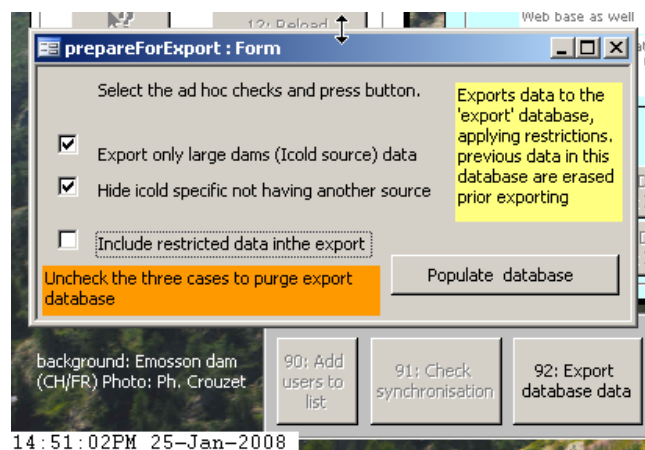 Web base as well
12: Reload
prepareForExport : Form
Select the ad hoc checks and press button.
Export only large dams (Icold source) data
Hide icold specific not having another source
Include restricted data inthe export
Exports data to the
'export' database,
applying restrictions.
previous data in this
database are erased
prior exporting
Uncheck the three cases to purge export
database
Populate database
background: Emosson dam
(CH/FR) Photo: Ph. Crouzet
90: Add
users to
list
91: Check
synchronisation
92: Export
database data
14:51:02PM 25-Jan-2008